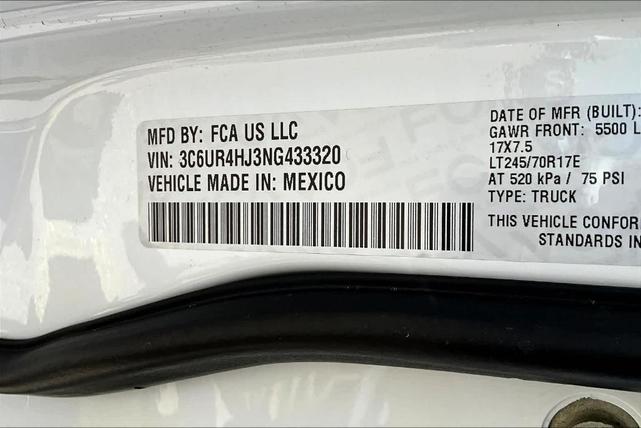 MFD BY: FCA US LLC
VIN: 3C6UR4HJ3NG433320
VEHICLE MADE IN: MEXICO
DATE OF MFR (BUILT):
GAWR FRONT: 5500 L
17X7.5
LT245/70R17E
AT 520 kPa / 75 PSI
TYPE: TRUCK
THIS VEHICLE CONFOR
STANDARDS IN